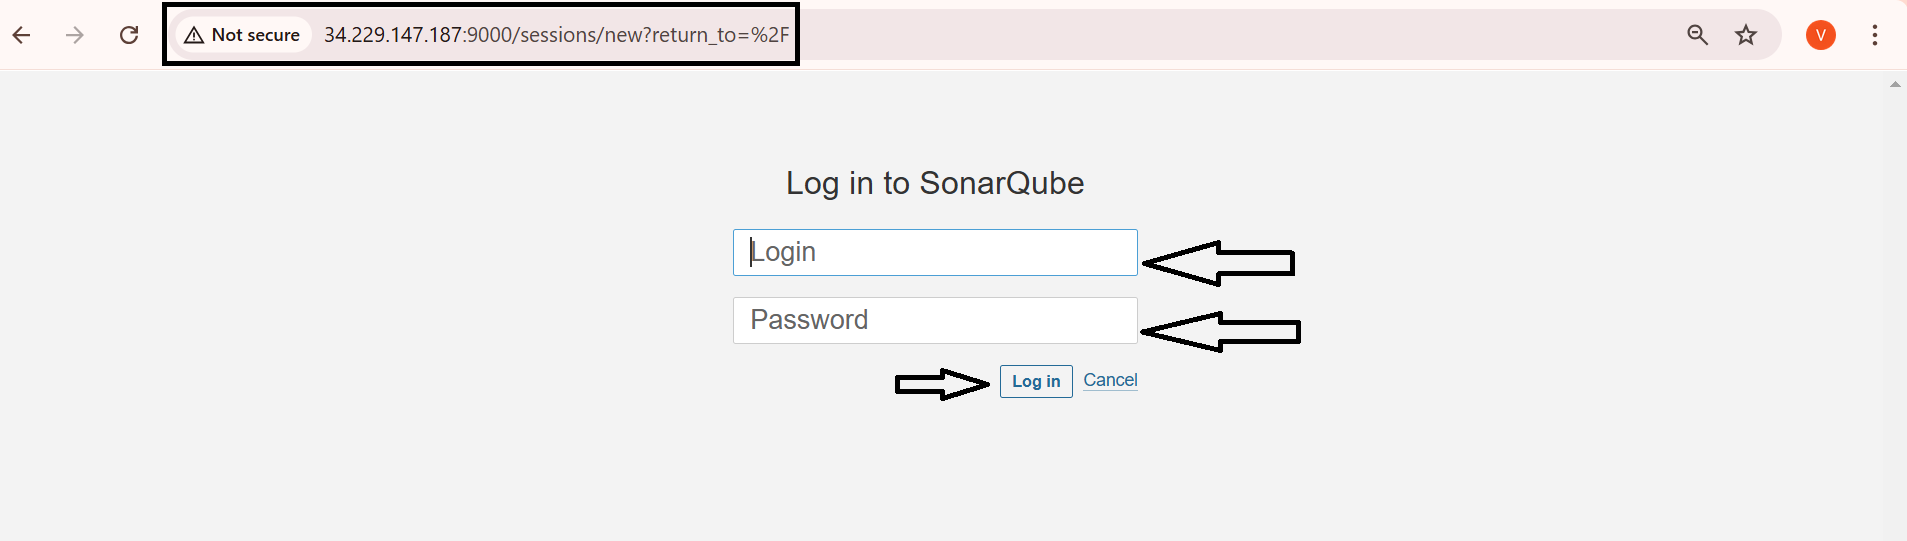 Not secure 34.229.147.187:9000/sessions/new?return_to=%2F
V
Log in to SonarQube
Login
Password
Log in Cancel